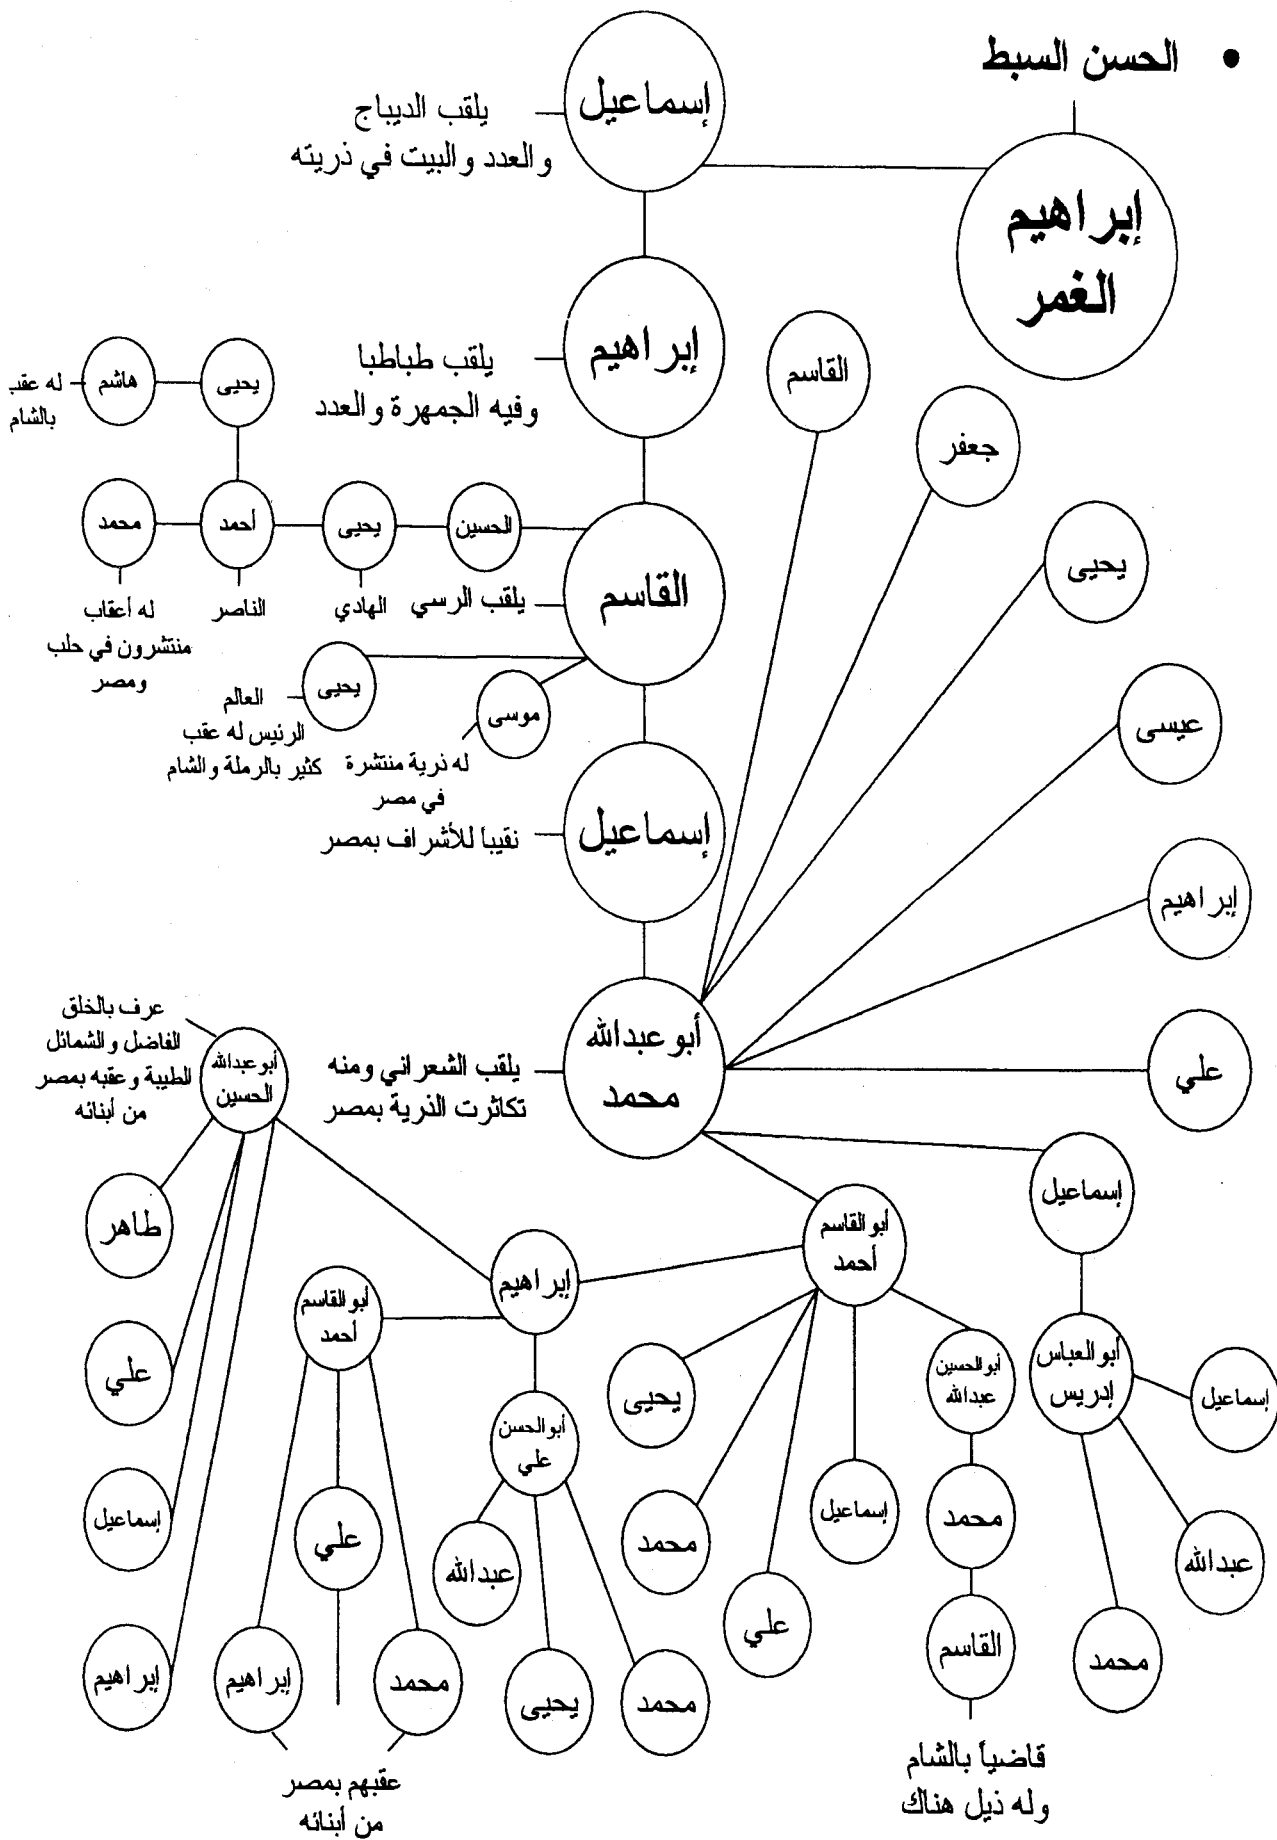 • الحسن السبط
إبراهيم
الغمر
إسماعيل
يلقب الديباج
والعدد والبيت في ذريته
إبراهيم
يلقب طباطبا
وفيه الجمهرة والعدد
القاسم
يلقب الرسي
الحسين
يحيى
الهادي
أحمد
الناصر
يحيى
هاشم
له عقب
بالشام
محمد
له أعقاب
منتشرون في حلب
ومصر
يحيى
العالم
الرئيس له عقب
كثير بالرملة والشام
موسى
له ذرية منتشرة
في مصر
إسماعيل
نقيباً للأشراف بمصر
أبو عبدالله
محمد
يلقب الشعراني ومنه
تكاثرت الذرية بمصر
القاسم
جعفر
يحيى
عيسى
إبراهيم
علي
إسماعيل
أبو العباس
إدريس
إسماعيل
عبدالله
محمد
أبو القاسم
أحمد
أبو الحسين
عبدالله
محمد
القاسم
قاضياً بالشام
وله ذيل هناك
إسماعيل
علي
محمد
يحيى
إبراهيم
أبو الحسن
علي
محمد
يحيى
عبدالله
أبو القاسم
أحمد
محمد
علي
إبراهيم
عقبهم بمصر
من أبنائه
أبو عبدالله
الحسين
عرف بالخلق
الفاضل والشمائل
الطيبة وعقبه بمصر
من أبنائه
طاهر
علي
إسماعيل
إبراهيم